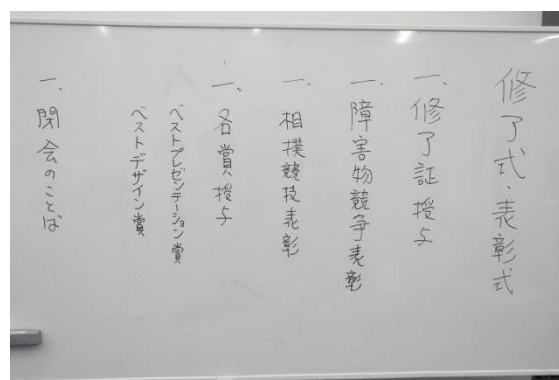 修了式・表彰式
一、修了証授与
一、障害物競争表彰
一、相撲競技表彰
一、各賞授与
ベストプレゼンテーション賞
ベストデザイン賞
一、閉会のことば